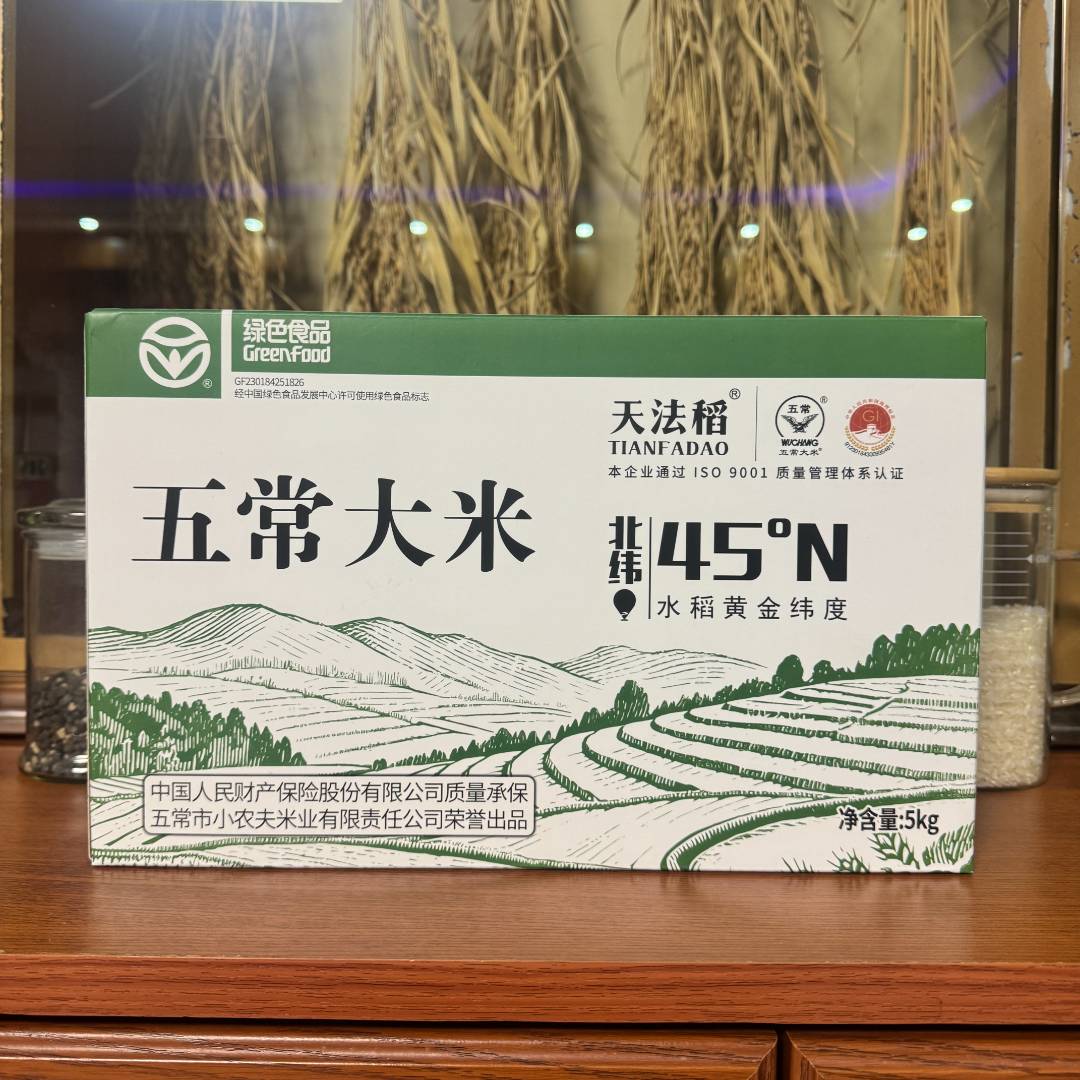 绿色食品
GreenFood
®
GF230184251826
经中国绿色食品发展中心许可使用绿色食品标志
天法稻®
TIANFADAO
五常®
WUCHANG
五常大米®
GI
本企业通过 ISO 9001 质量管理体系认证
五常大米
北纬
45°N
水稻黄金纬度
中国人民财产保险股份有限公司质量承保
五常市小农夫米业有限责任公司荣誉出品
净含量:5kg